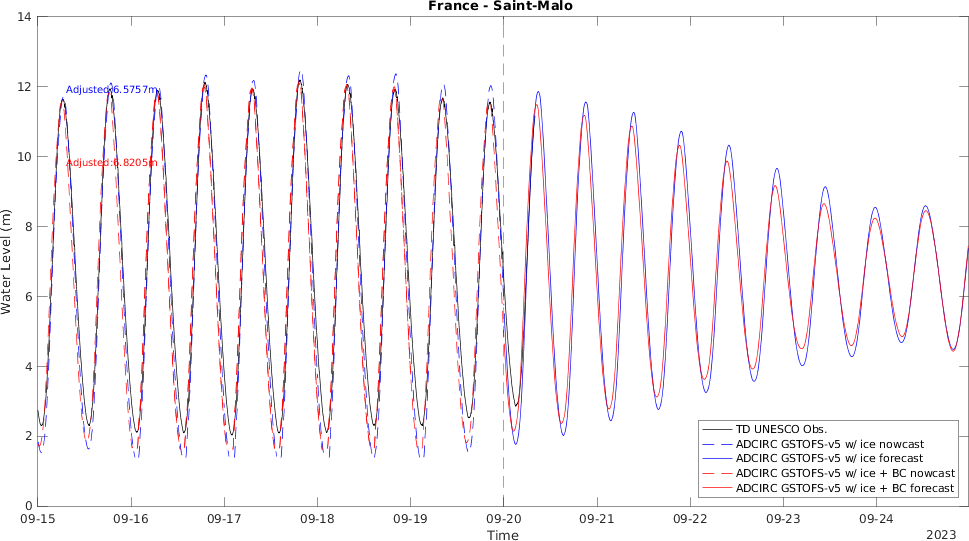 France - Saint-Malo
14
12
10
8
6
4
2
0
Water Level (m)
Adjusted:6.5757m
Adjusted:6.8205m
TD UNESCO Obs.
ADCIRC GSTOFS-v5 w/ ice nowcast
ADCIRC GSTOFS-v5 w/ ice forecast
ADCIRC GSTOFS-v5 w/ ice + BC nowcast
ADCIRC GSTOFS-v5 w/ ice + BC forecast
09-15 09-16 09-17 09-18 09-19 09-20 09-21 09-22 09-23 09-24
Time
2023